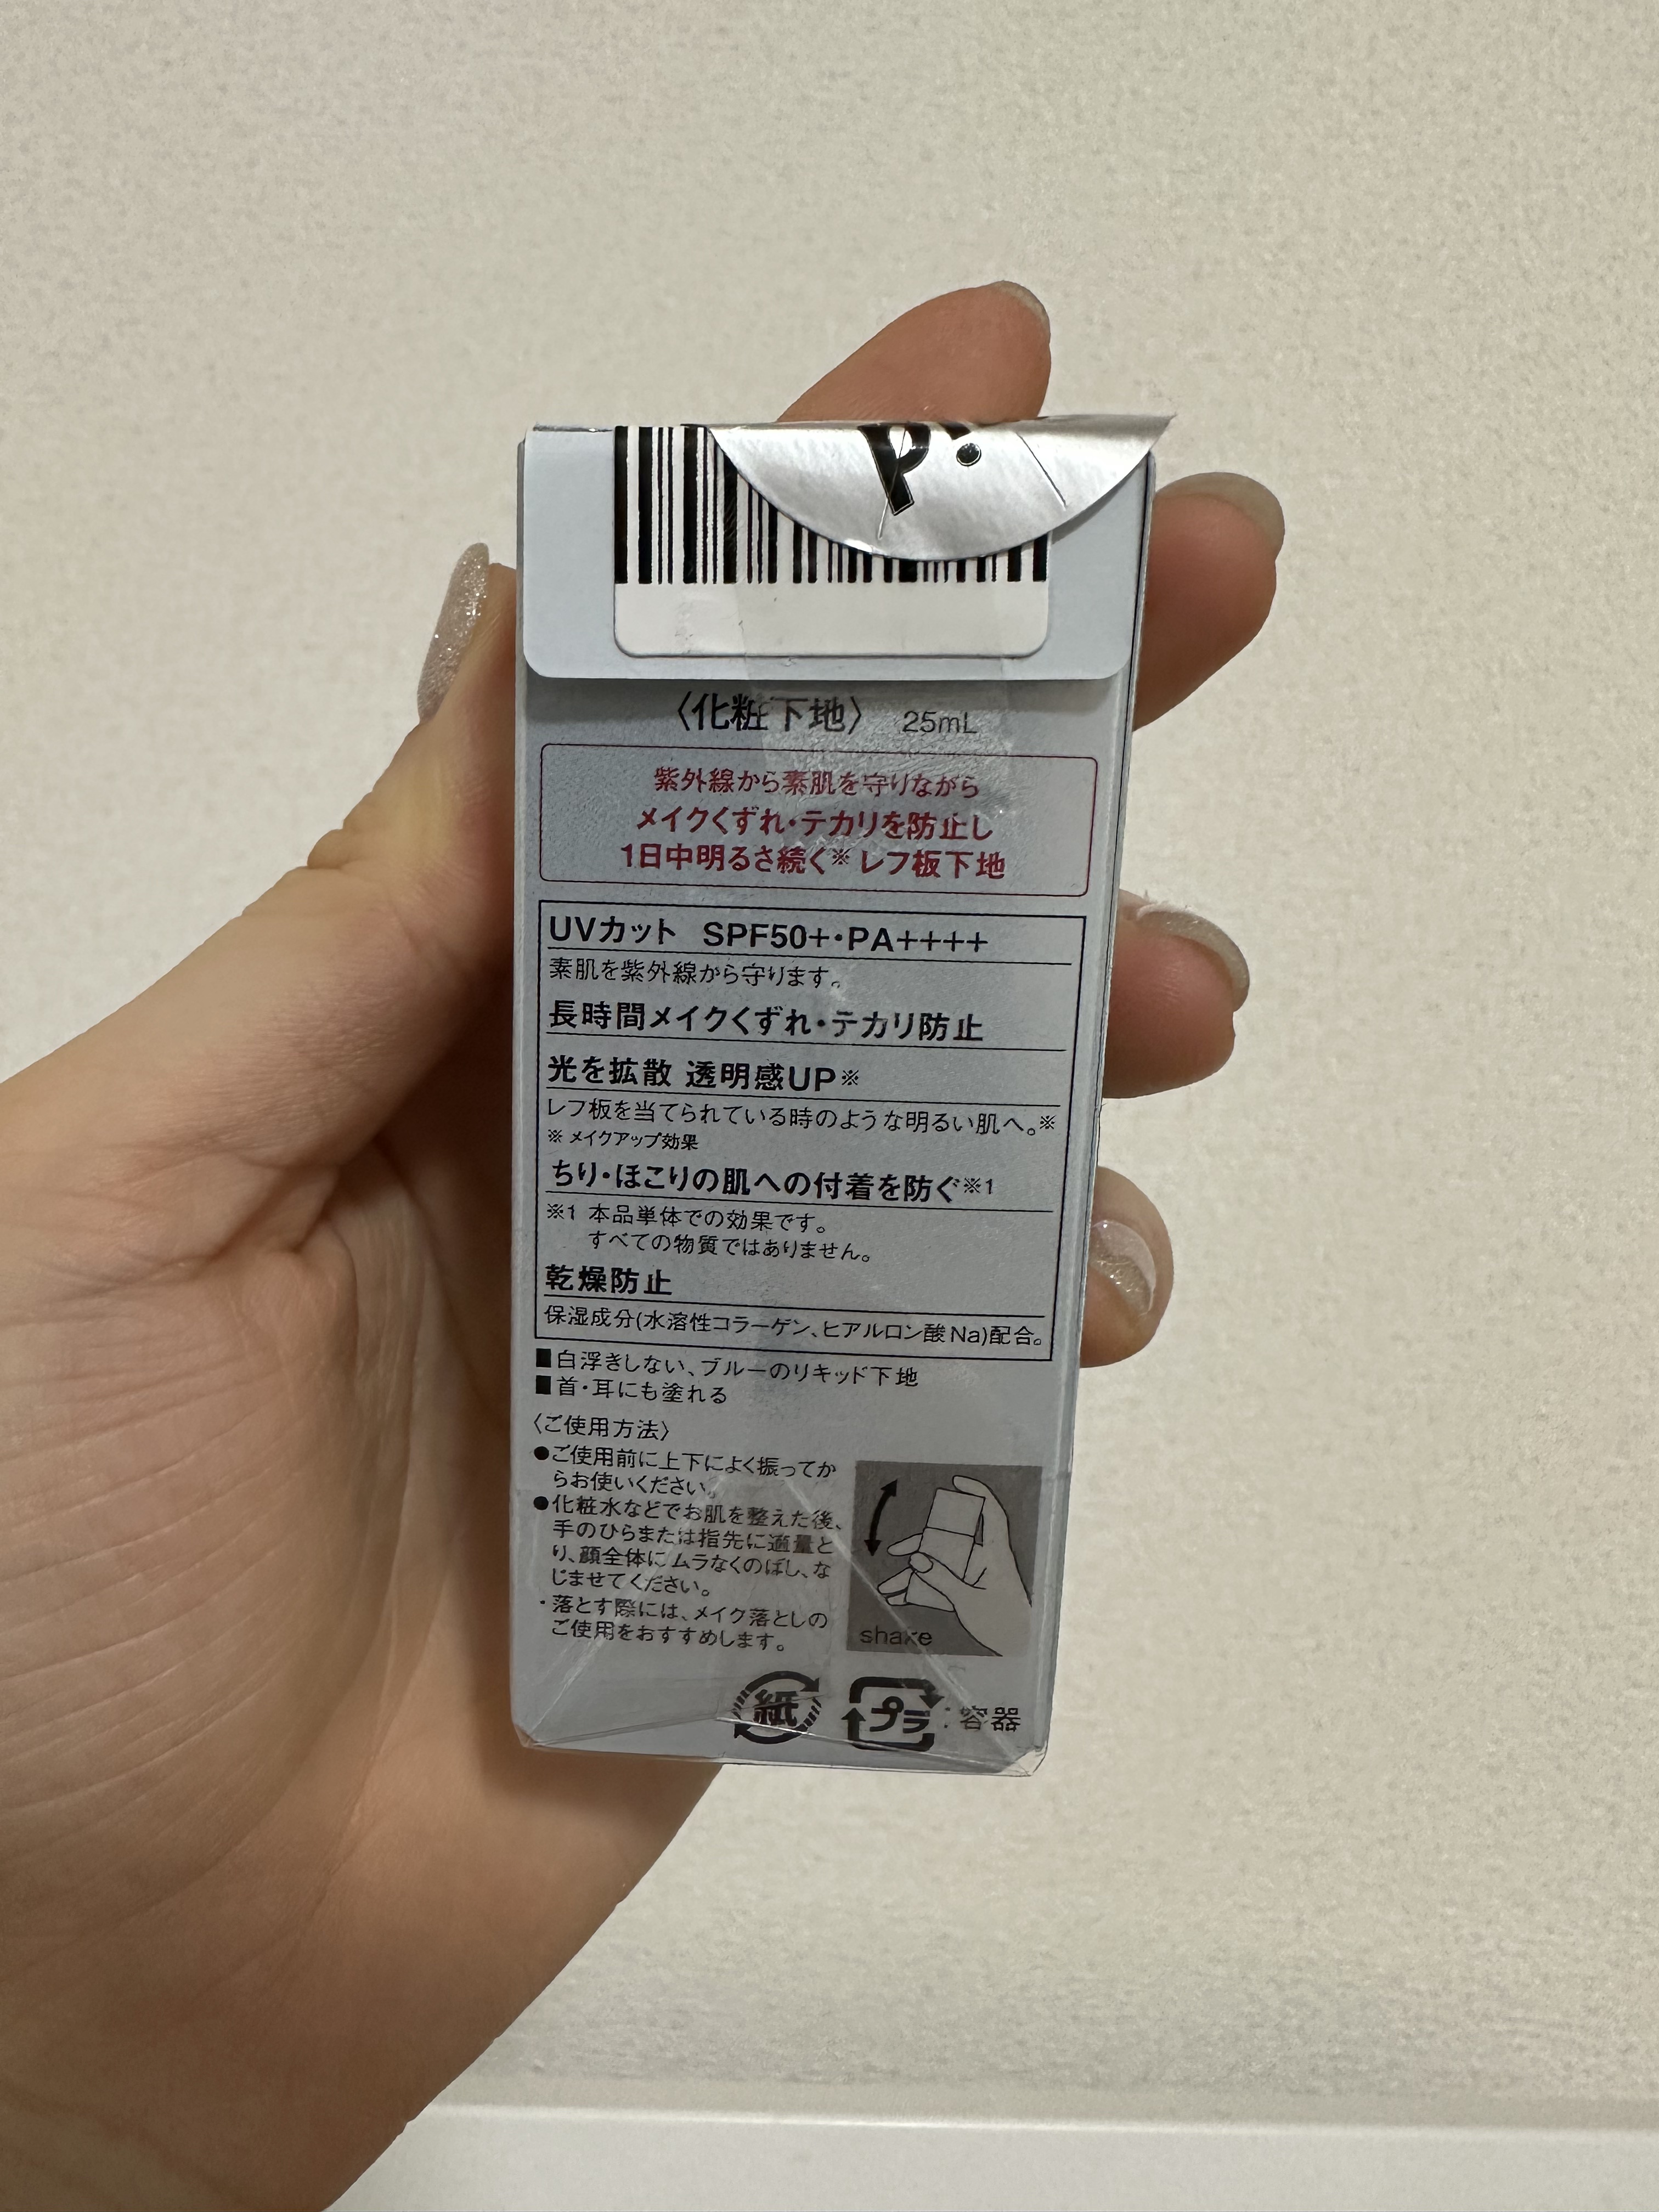 〈化粧下地〉 25mL
紫外線から素肌を守りながら
メイクくずれ・テカリを防止し
1日中明るさ続く※ レフ板下地
UVカット SPF50+・PA++++
素肌を紫外線から守ります。
長時間メイクくずれ・テカリ防止
光を拡散 透明感UP※
レフ板を当てられている時のような明るい肌へ。※
※ メイクアップ効果
ちり・ほこりの肌への付着を防ぐ※1
※1 本品単体での効果です。
すべての物質ではありません。
乾燥防止
保湿成分(水溶性コラーゲン、ヒアルロン酸Na)配合。
■白浮きしない、ブルーのリキッド下地
■首・耳にも塗れる
〈ご使用方法〉
●ご使用前に上下によく振ってか
らお使いください。
●化粧水などでお肌を整えた後、
手のひらまたは指先に適量と
り、顔全体にムラなくのばし、な
じませてください。
・落とす際には、メイク落としの
ご使用をおすすめします。
shake
紙 プラ:容器